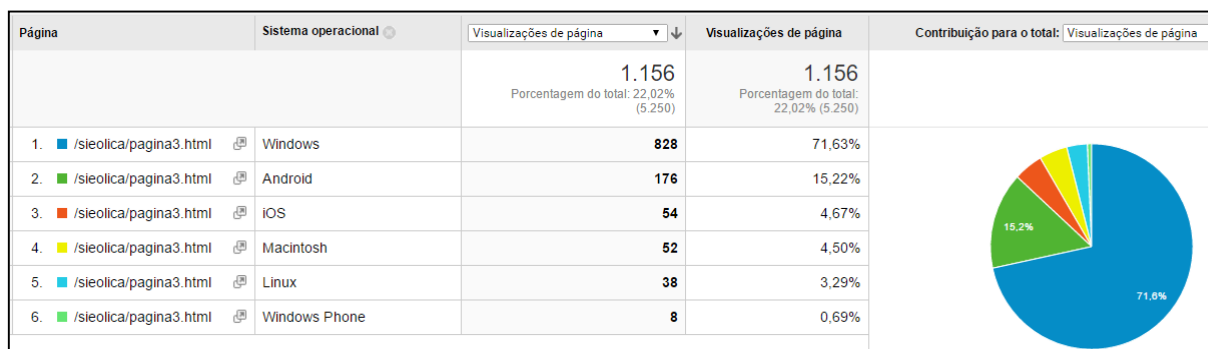 Página Sistema operacional Visualizações de página Visualizações de página Contribuição para o total: Visualizações de página
1.156 1.156
Porcentagem do total: 22,02% (5.250) Porcentagem do total: 22,02% (5.250)
1. /sieolica/pagina3.html Windows 828 71,63%
2. /sieolica/pagina3.html Android 176 15,22%
3. /sieolica/pagina3.html iOS 54 4,67%
4. /sieolica/pagina3.html Macintosh 52 4,50%
5. /sieolica/pagina3.html Linux 38 3,29%
6. /sieolica/pagina3.html Windows Phone 8 0,69%
15,2%
71,6%